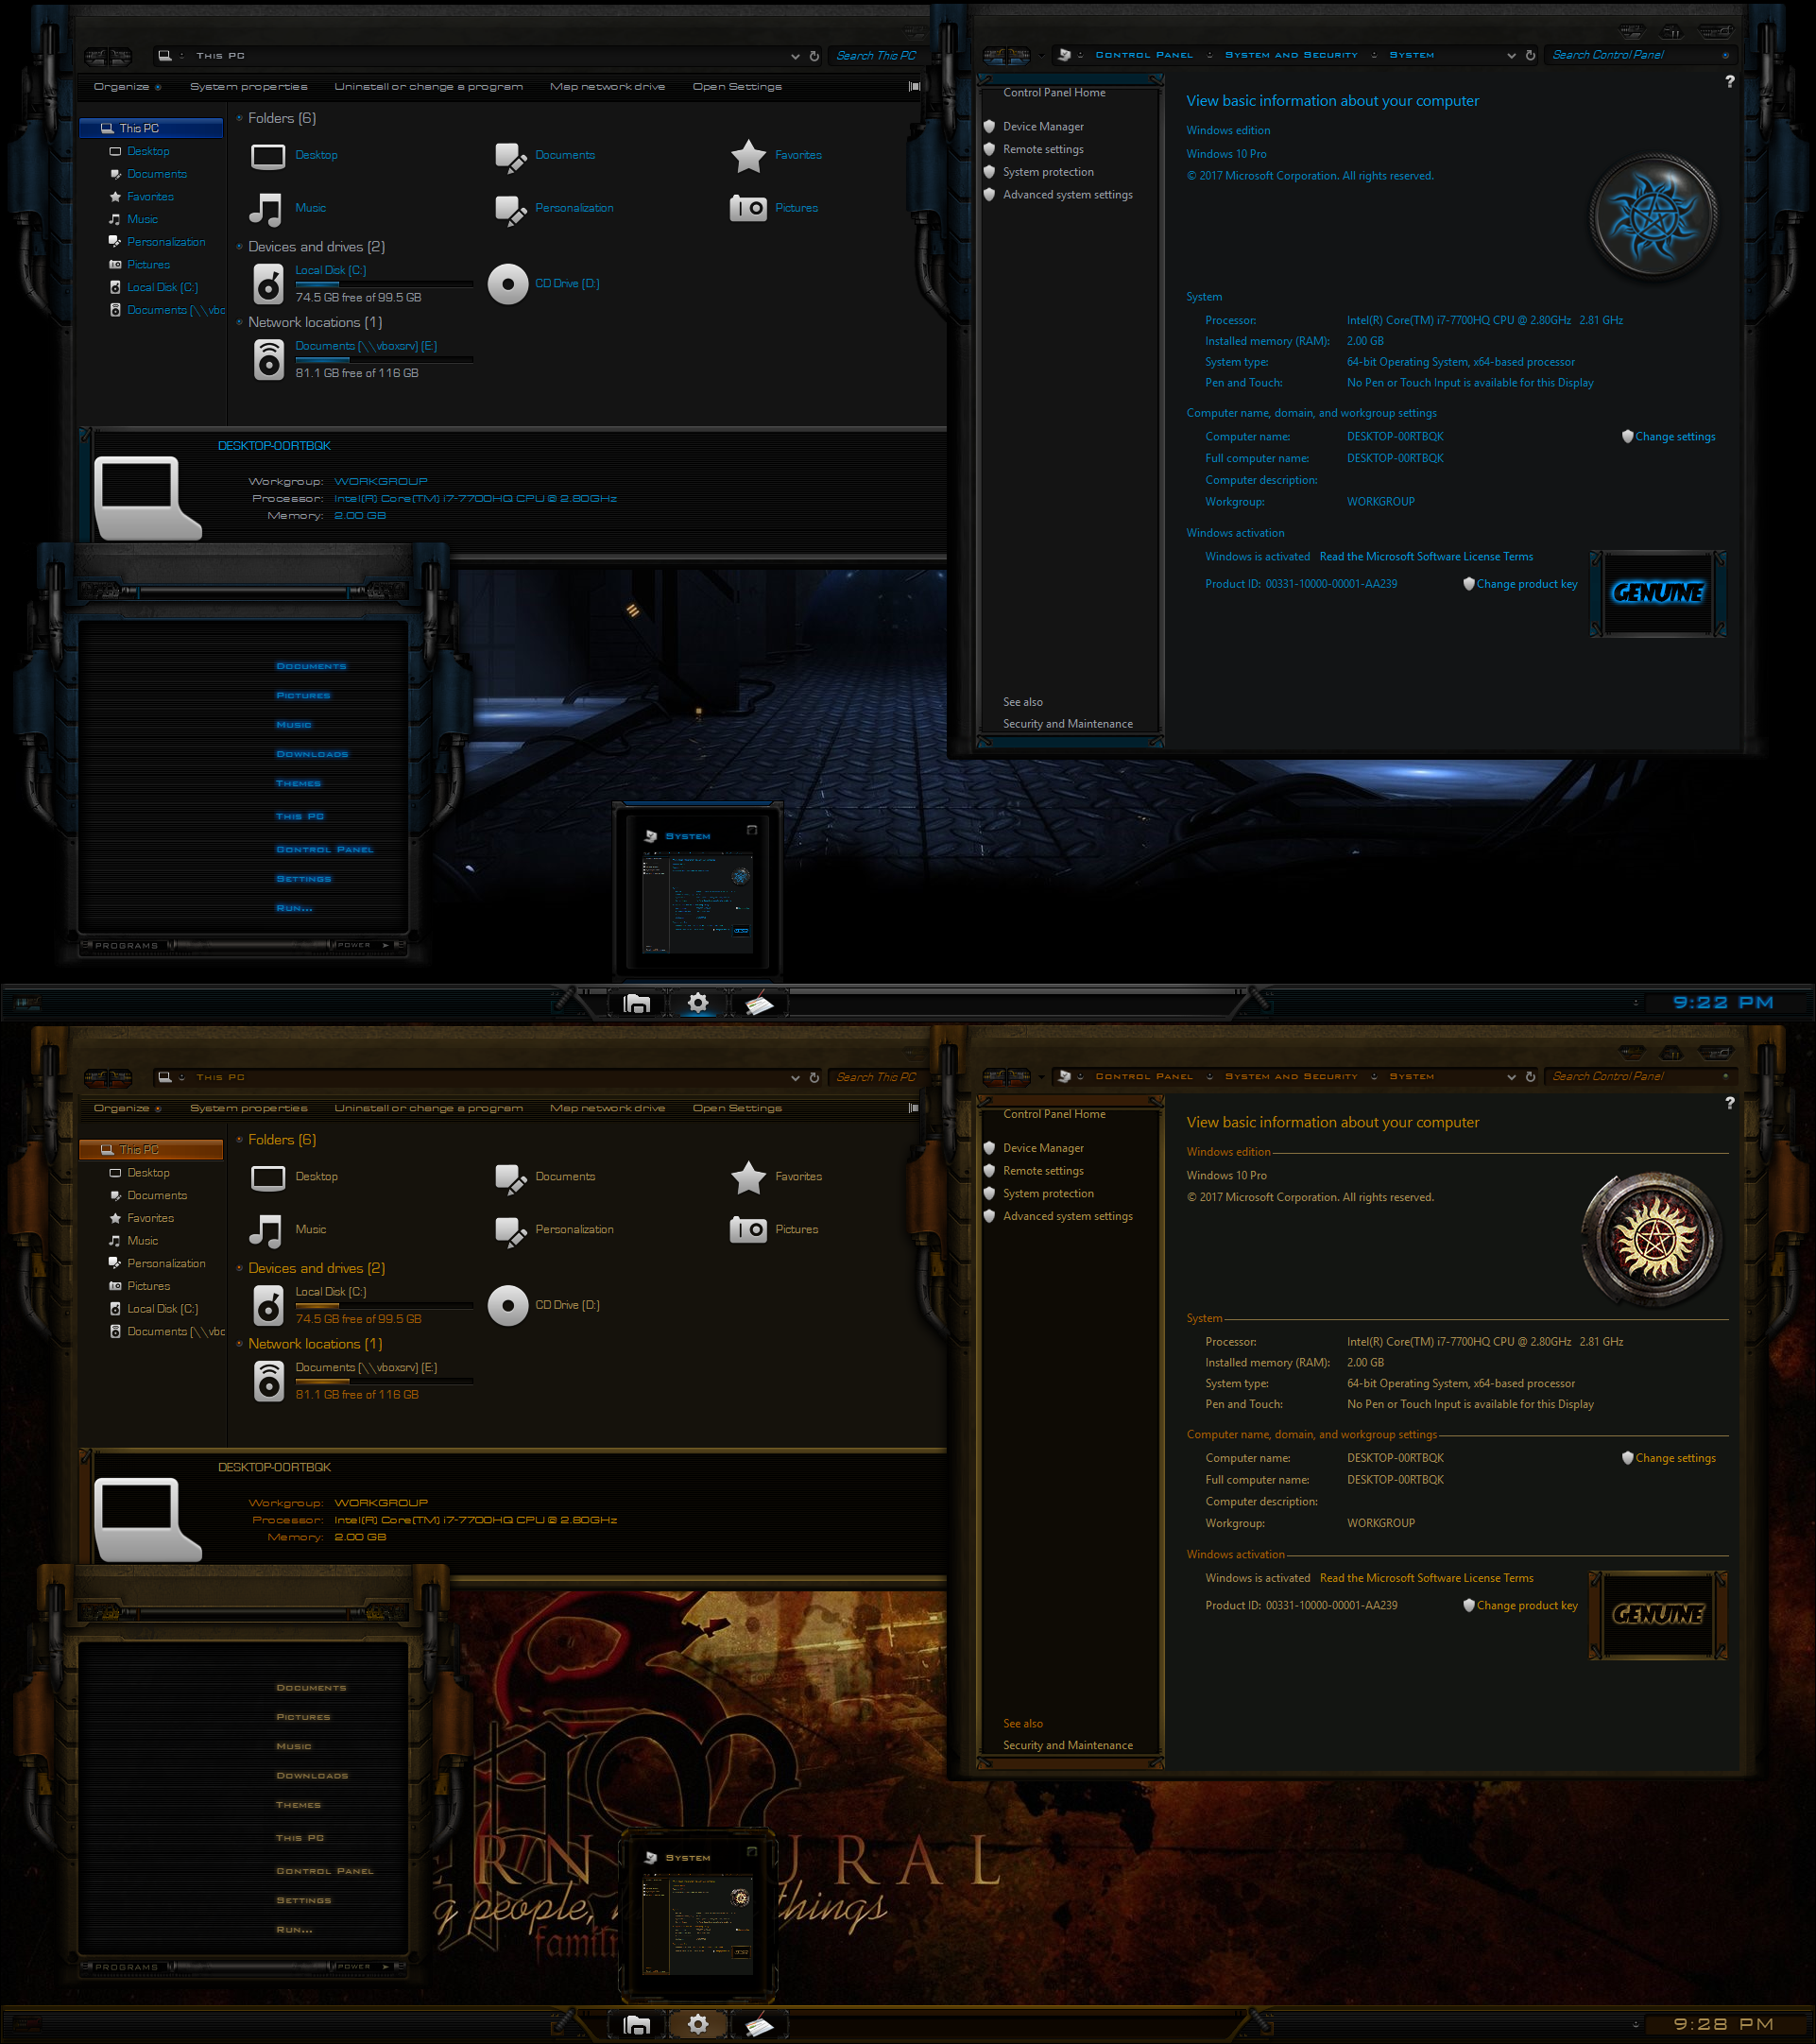 This PC
Search This PC
Organize System properties Uninstall or change a program Map network drive Open Settings
This PC
Desktop
Documents
Favorites
Music
Personalization
Pictures
Local Disk (C:)
Documents (\\vbc
Folders (6)
Desktop Documents Favorites
Music Personalization Pictures
Devices and drives (2)
Local Disk (C:)
74.5 GB free of 99.5 GB
CD Drive (D:)
Network locations (1)
Documents (\\vboxsrv) (E:)
81.1 GB free of 116 GB
DESKTOP-00RTBQK
Workgroup: WORKGROUP
Processor: Intel(R) Core(TM) i7-7700HQ CPU @ 2.80GHz
Memory: 2.00 GB
Control Panel System and Security System
Search Control Panel
Control Panel Home
Device Manager
Remote settings
System protection
Advanced system settings
See also
Security and Maintenance
View basic information about your computer
Windows edition
Windows 10 Pro
© 2017 Microsoft Corporation. All rights reserved.
System
Processor: Intel(R) Core(TM) i7-7700HQ CPU @ 2.80GHz 2.81 GHz
Installed memory (RAM): 2.00 GB
System type: 64-bit Operating System, x64-based processor
Pen and Touch: No Pen or Touch Input is available for this Display
Computer name, domain, and workgroup settings
Computer name: DESKTOP-00RTBQK Change settings
Full computer name: DESKTOP-00RTBQK
Computer description:
Workgroup: WORKGROUP
Windows activation
Windows is activated Read the Microsoft Software License Terms
Product ID: 00331-10000-00001-AA239 Change product key
GENUINE
Documents
Pictures
Music
Downloads
Themes
This PC
Control Panel
Settings
Run...
PROGRAMS POWER
System
9:22 PM
This PC
Search This PC
Organize System properties Uninstall or change a program Map network drive Open Settings
This PC
Desktop
Documents
Favorites
Music
Personalization
Pictures
Local Disk (C:)
Documents (\\vbc
Folders (6)
Desktop Documents Favorites
Music Personalization Pictures
Devices and drives (2)
Local Disk (C:)
74.5 GB free of 99.5 GB
CD Drive (D:)
Network locations (1)
Documents (\\vboxsrv) (E:)
81.1 GB free of 116 GB
DESKTOP-00RTBQK
Workgroup: WORKGROUP
Processor: Intel(R) Core(TM) i7-7700HQ CPU @ 2.80GHz
Memory: 2.00 GB
Control Panel System and Security System
Search Control Panel
Control Panel Home
Device Manager
Remote settings
System protection
Advanced system settings
See also
Security and Maintenance
View basic information about your computer
Windows edition
Windows 10 Pro
© 2017 Microsoft Corporation. All rights reserved.
System
Processor: Intel(R) Core(TM) i7-7700HQ CPU @ 2.80GHz 2.81 GHz
Installed memory (RAM): 2.00 GB
System type: 64-bit Operating System, x64-based processor
Pen and Touch: No Pen or Touch Input is available for this Display
Computer name, domain, and workgroup settings
Computer name: DESKTOP-00RTBQK Change settings
Full computer name: DESKTOP-00RTBQK
Computer description:
Workgroup: WORKGROUP
Windows activation
Windows is activated Read the Microsoft Software License Terms
Product ID: 00331-10000-00001-AA239 Change product key
GENUINE
Documents
Pictures
Music
Downloads
Themes
This PC
Control Panel
Settings
Run...
PROGRAMS POWER
System
RN URAL
g people, things
famil
9:28 PM